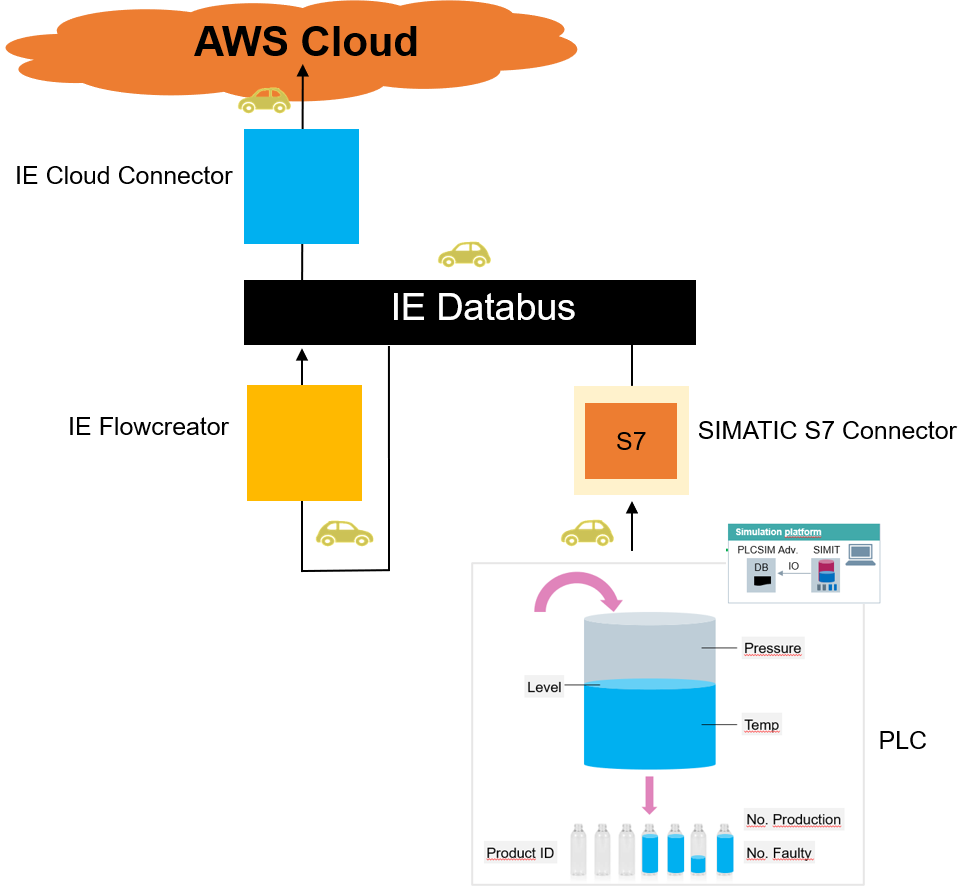 AWS Cloud
IE Cloud Connector
IE Databus
IE Flowcreator
S7
SIMATIC S7 Connector
Simulation platform
PLCSIM Adv.
SIMIT
DB
IO
Pressure
Level
Temp
PLC
No. Production
Product ID
No. Faulty